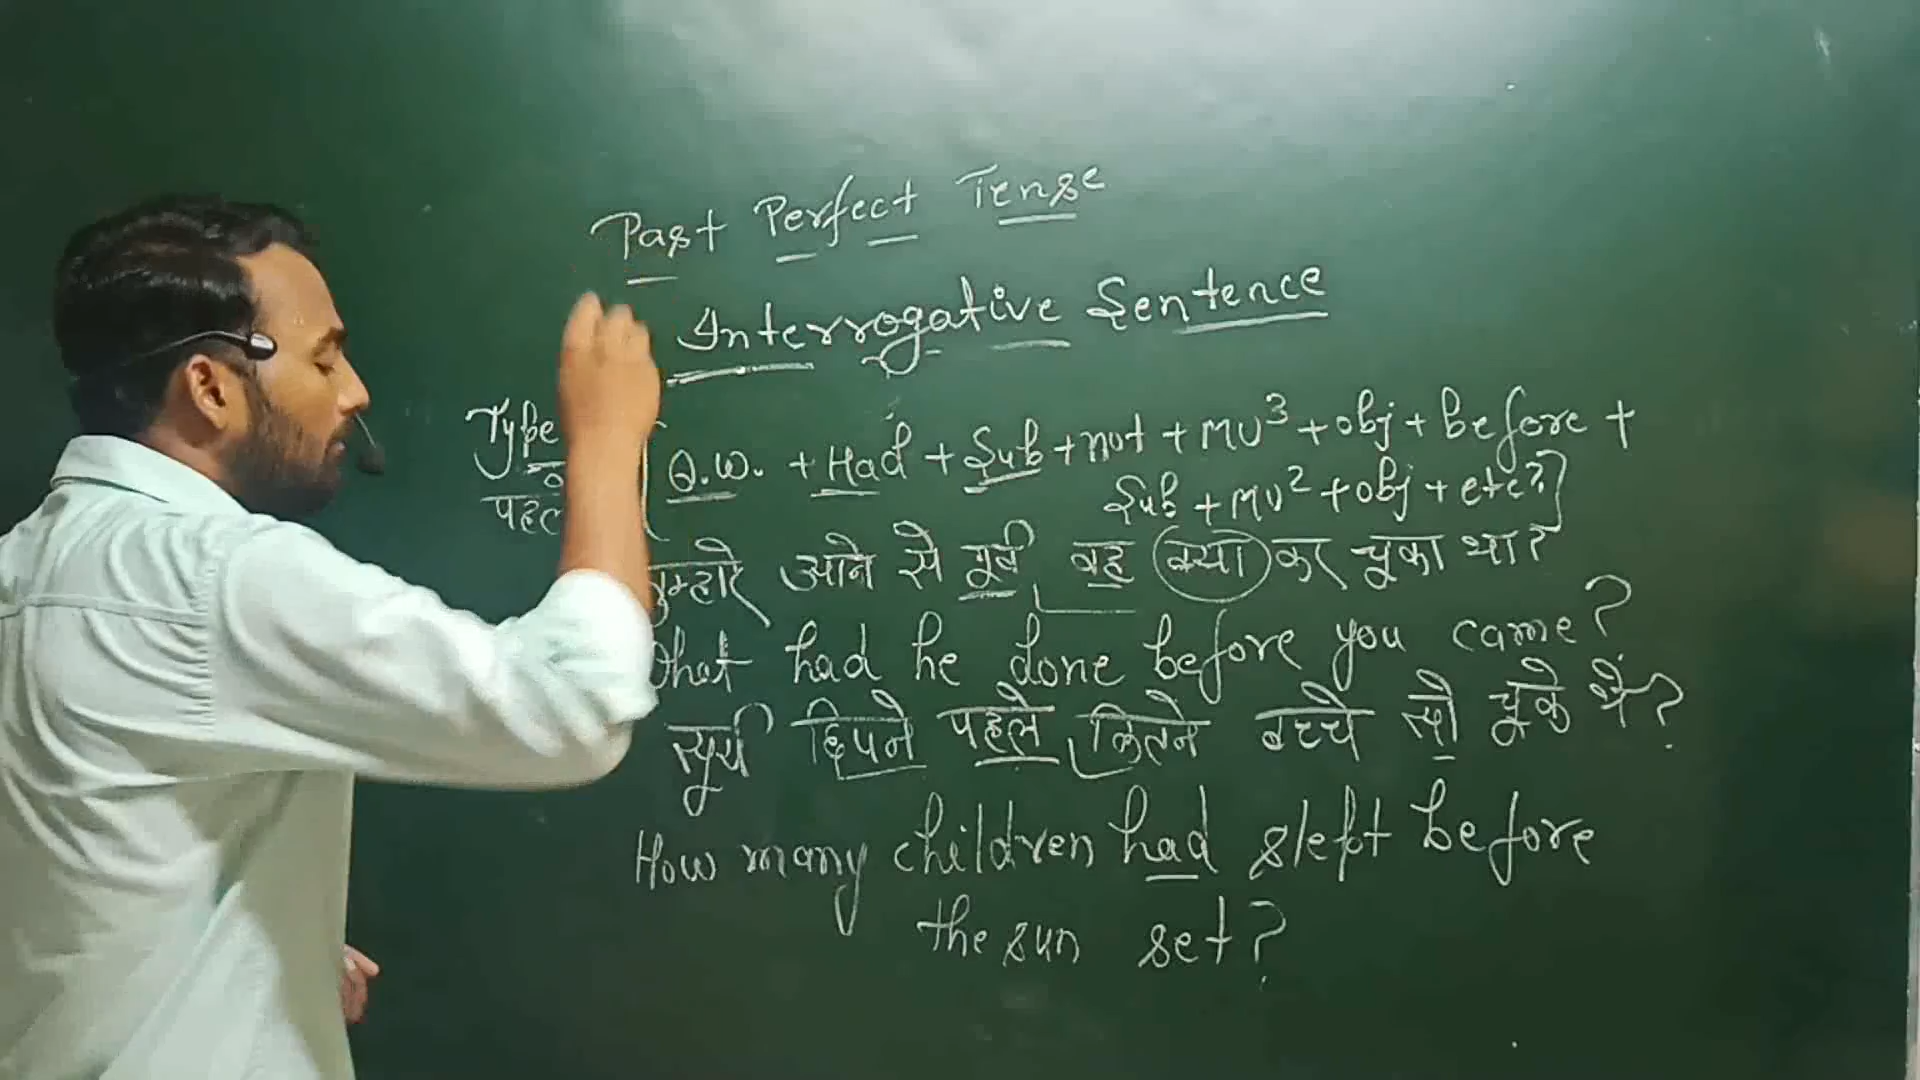 Past Perfect Tense
Interrogative Sentence
Type
Q.W. + Had + Sub + not + MV³ + obj + before +
Sub + MV² + obj + etc?
तुम्हारे आने से पूर्व वह क्या कर चूका था?
What had he done before you came?
सूर्य छिपने पहले कितने बच्चे सो चूके थे?
How many children had slept before
the sun set?